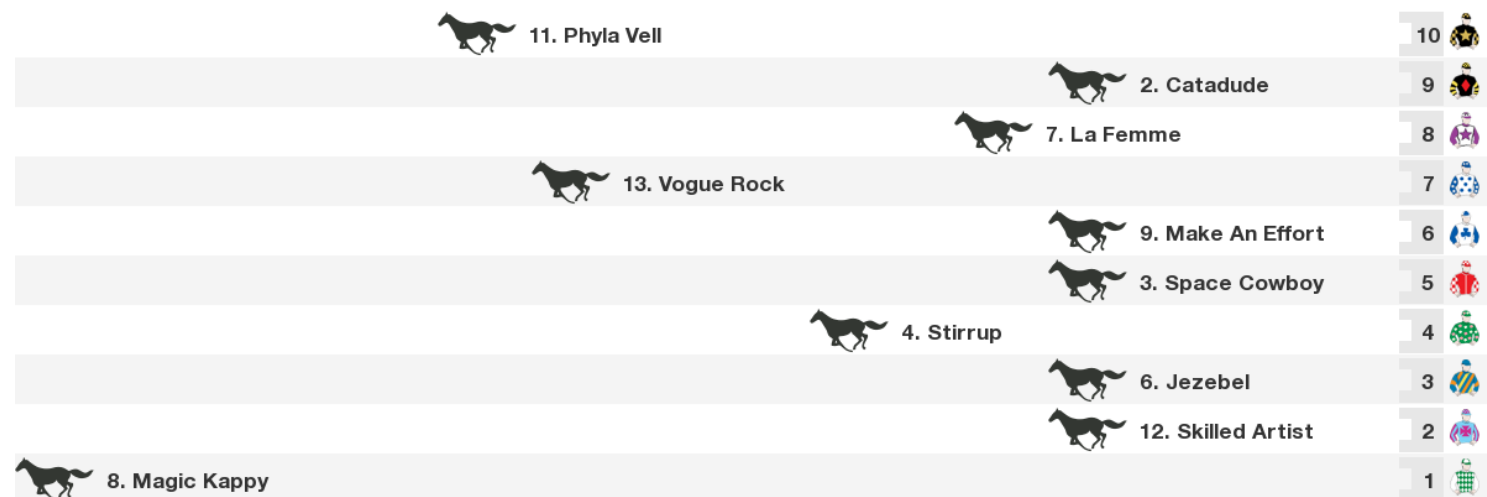 11. Phyla Vell 10
2. Catadude 9
7. La Femme 8
13. Vogue Rock 7
9. Make An Effort 6
3. Space Cowboy 5
4. Stirrup 4
6. Jezebel 3
12. Skilled Artist 2
8. Magic Kappy 1